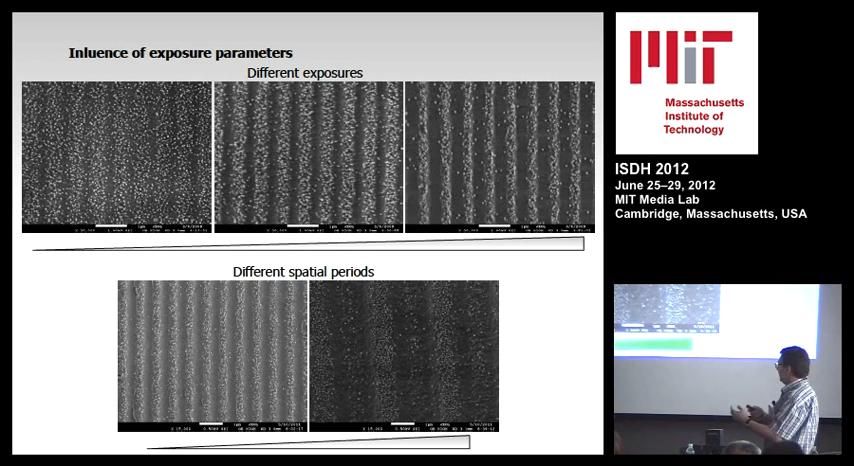 Inluence of exposure parameters
Different exposures
Different spatial periods
MIT
Massachusetts
Institute of
Technology
ISDH 2012
June 25–29, 2012
MIT Media Lab
Cambridge, Massachusetts, USA